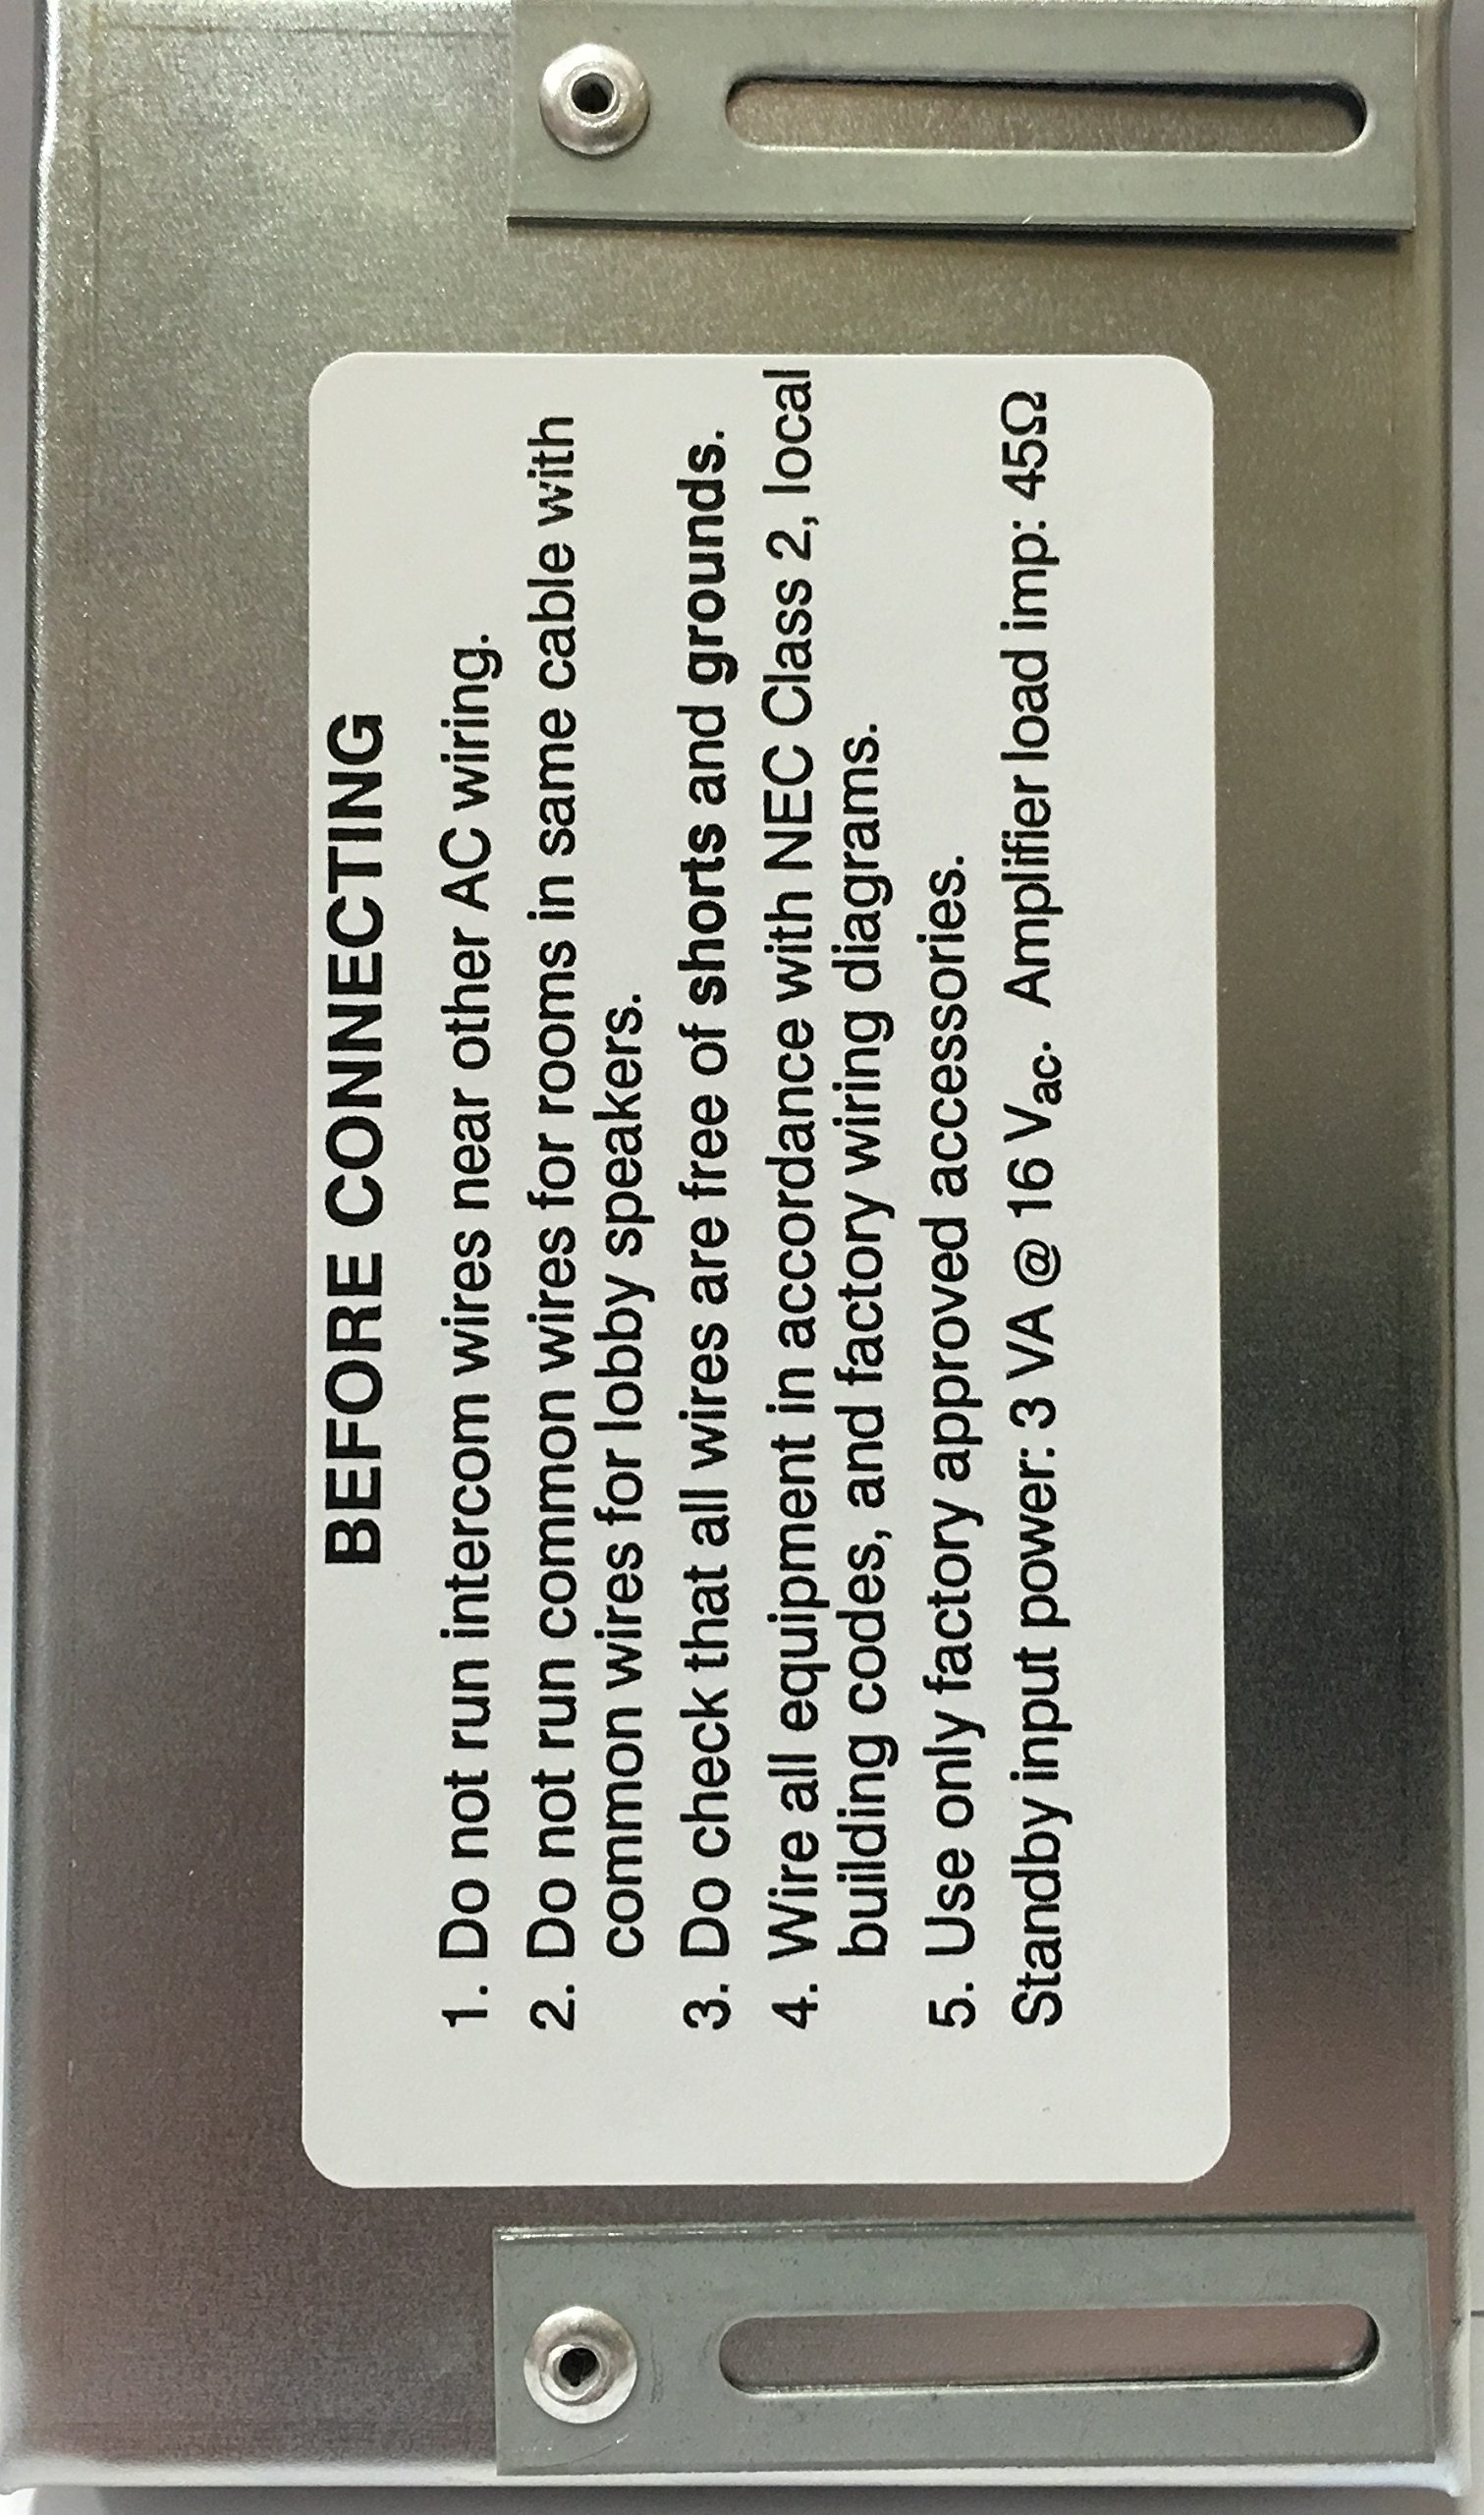 BEFORE CONNECTING
1. Do not run intercom wires near other AC wiring.
2. Do not run common wires for rooms in same cable with
common wires for lobby speakers.
3. Do check that all wires are free of shorts and grounds.
4. Wire all equipment in accordance with NEC Class 2, local
building codes, and factory wiring diagrams.
5. Use only factory approved accessories.
Standby input power: 3 VA @ 16 Vac. Amplifier load imp: 45Ω